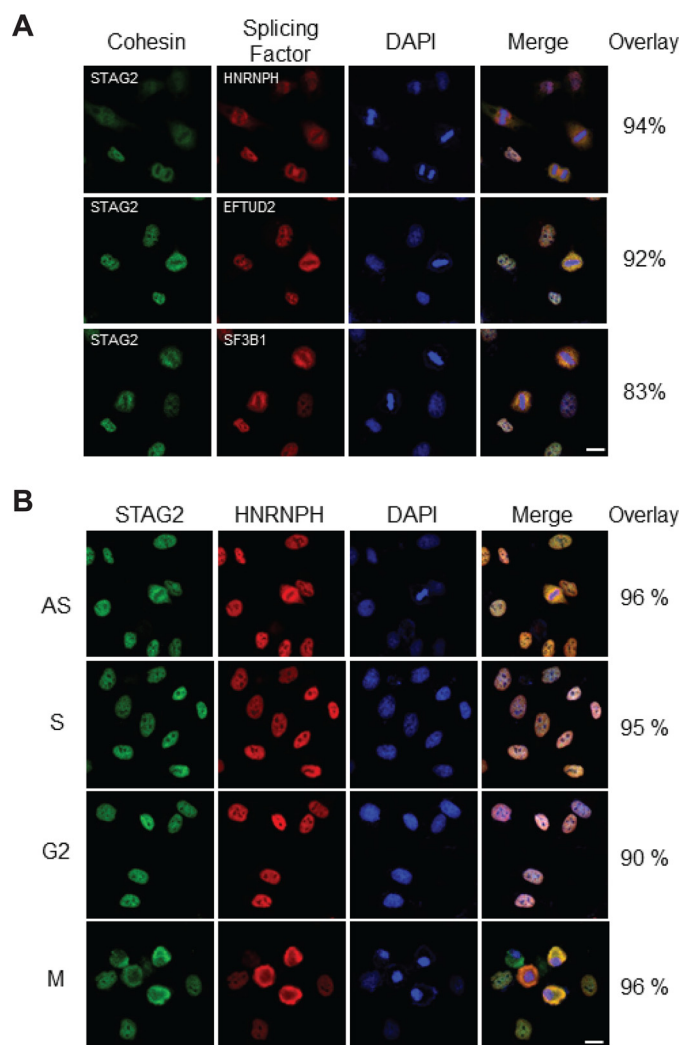 A
Cohesin Splicing Factor DAPI Merge Overlay
STAG2 HNRNPH 94%
STAG2 EFTUD2 92%
STAG2 SF3B1 83%
B
STAG2 HNRNPH DAPI Merge Overlay
AS 96 %
S 95%
G2 90 %
M 96 %